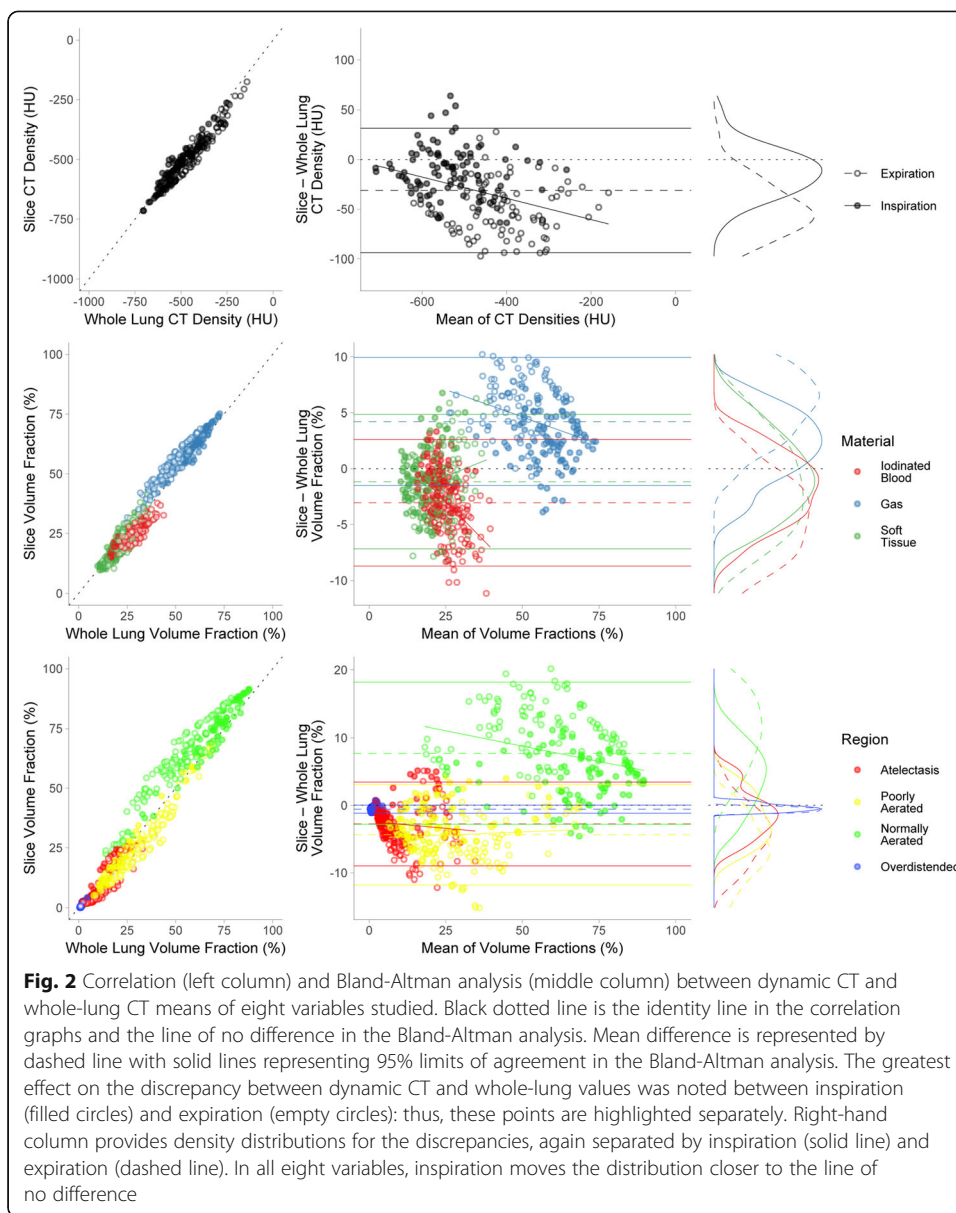 0
-250
-500
-750
-1000
Slice CT Density (HU)
-1000 -750 -500 -250 0
Whole Lung CT Density (HU)
100
50
0
-50
-100
Slice – Whole Lung
CT Density (HU)
-600 -400 -200 0
Mean of CT Densities (HU)
Expiration
Inspiration
100
75
50
25
0
Slice Volume Fraction (%)
0 25 50 75 100
Whole Lung Volume Fraction (%)
10
5
0
-5
-10
Slice – Whole Lung
Volume Fraction (%)
0 25 50 75 100
Mean of Volume Fractions (%)
Material
Iodinated
Blood
Gas
Soft
Tissue
100
75
50
25
0
Slice Volume Fraction (%)
0 25 50 75 100
Whole Lung Volume Fraction (%)
20
10
0
-10
Slice – Whole Lung
Volume Fraction (%)
0 25 50 75 100
Mean of Volume Fractions (%)
Region
Atelectasis
Poorly
Aerated
Normally
Aerated
Overdistended
Fig. 2 Correlation (left column) and Bland-Altman analysis (middle column) between dynamic CT and
whole-lung CT means of eight variables studied. Black dotted line is the identity line in the correlation
graphs and the line of no difference in the Bland-Altman analysis. Mean difference is represented by
dashed line with solid lines representing 95% limits of agreement in the Bland-Altman analysis. The greatest
effect on the discrepancy between dynamic CT and whole-lung values was noted between inspiration
(filled circles) and expiration (empty circles): thus, these points are highlighted separately. Right-hand
column provides density distributions for the discrepancies, again separated by inspiration (solid line) and
expiration (dashed line). In all eight variables, inspiration moves the distribution closer to the line of
no difference